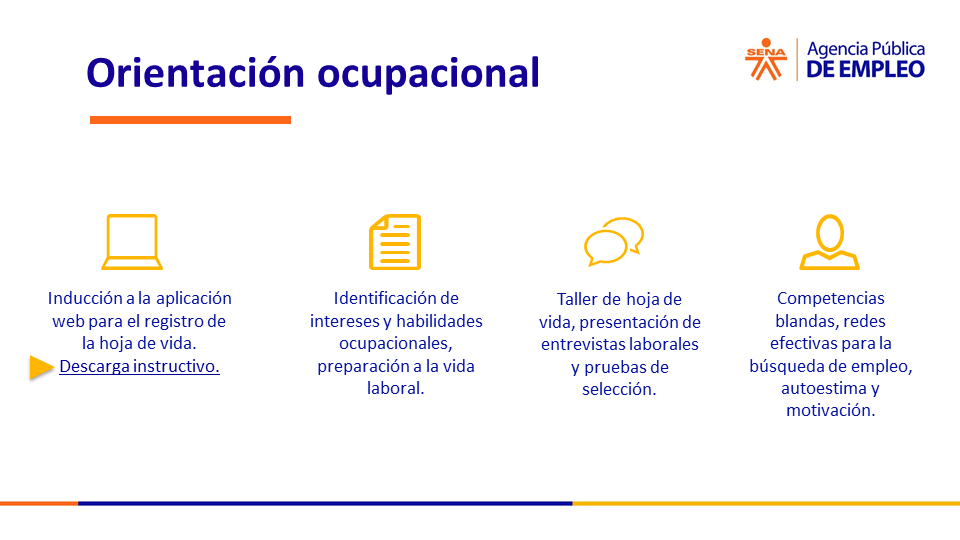 Orientación ocupacional
SENA
Agencia Pública
DE EMPLEO
Inducción a la aplicación
web para el registro de
la hoja de vida.
Descarga instructivo.
Identificación de
intereses y habilidades
ocupacionales,
preparación a la vida
laboral.
Taller de hoja de
vida, presentación de
entrevistas laborales
y pruebas de
selección.
Competencias
blandas, redes
efectivas para la
búsqueda de empleo,
autoestima y
motivación.